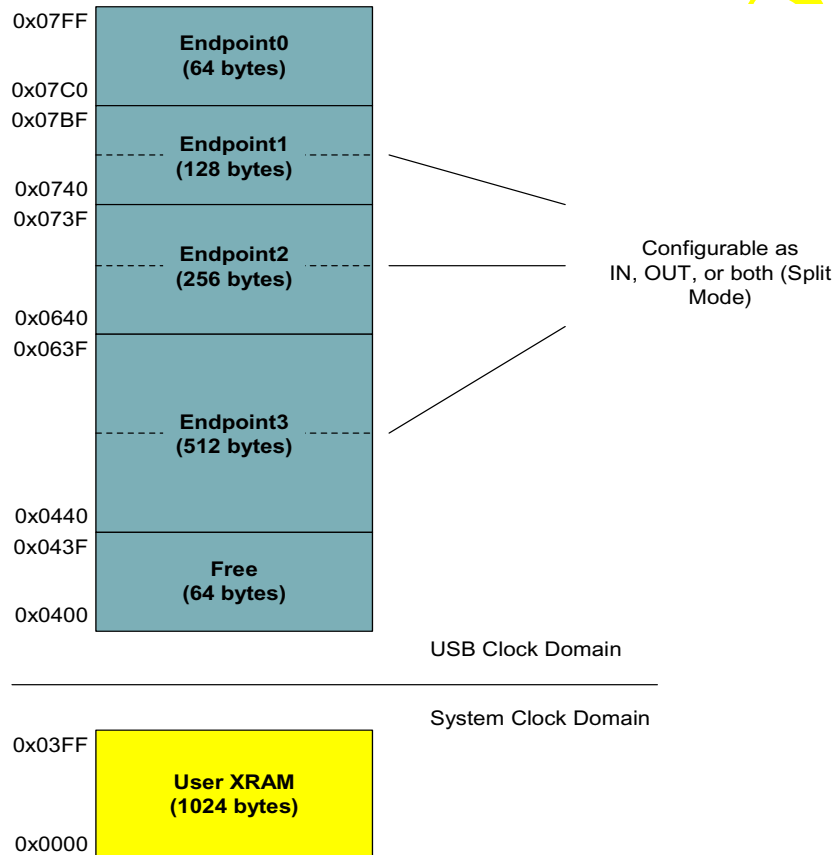 0x07FF
Endpoint0
(64 bytes)
0x07C0
0x07BF
Endpoint1
(128 bytes)
0x0740
0x073F
Endpoint2
(256 bytes)
0x0640
0x063F
Endpoint3
(512 bytes)
0x0440
0x043F
Free
(64 bytes)
0x0400
Configurable as
IN, OUT, or both (Split
Mode)
USB Clock Domain
System Clock Domain
0x03FF
User XRAM
(1024 bytes)
0x0000